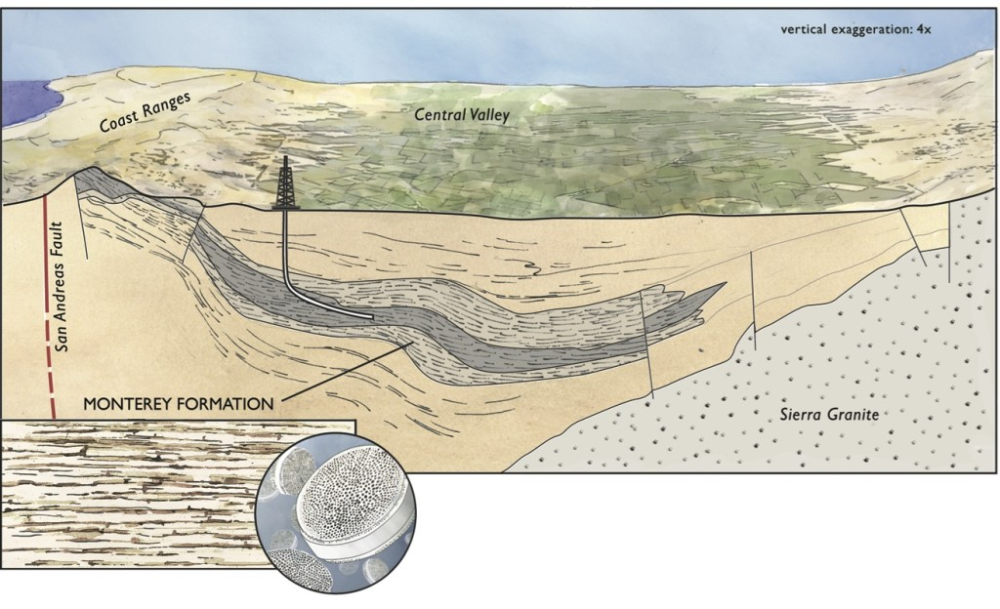 vertical exaggeration: 4x
Coast Ranges
Central Valley
San Andreas Fault
MONTEREY FORMATION
Sierra Granite